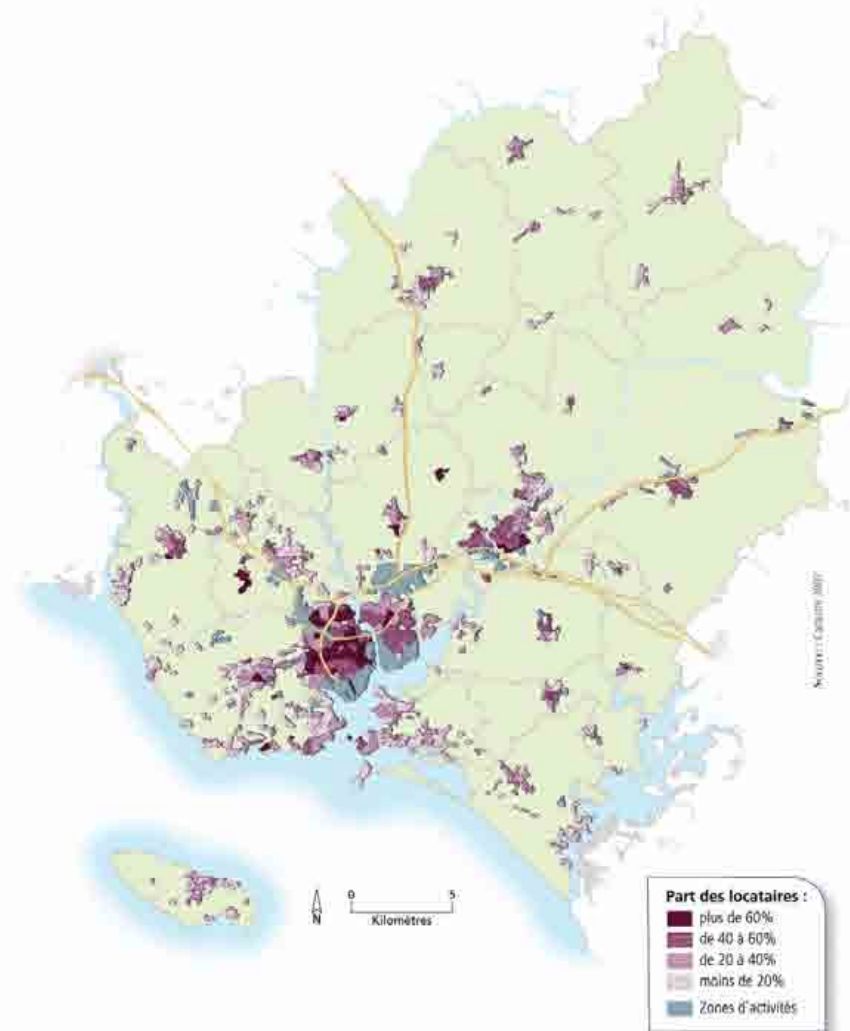 N
0 5
Kilomètres
Part des locataires :
plus de 60%
de 40 à 60%
de 20 à 40%
moins de 20%
Zones d'activités